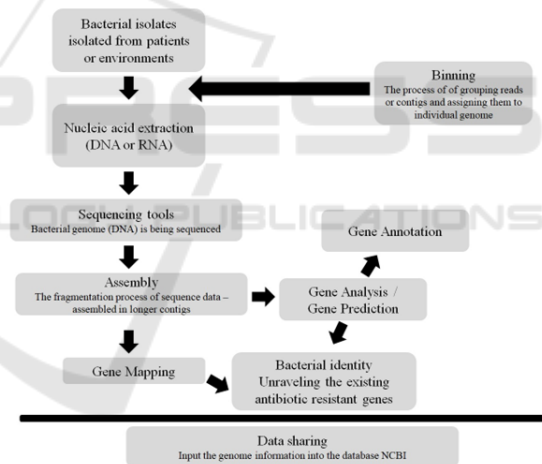 Bacterial isolates
isolated from patients
or environments
Binning
The process of of grouping reads
or contigs and assigning them to
individual genome
Nucleic acid extraction
(DNA or RNA)
Sequencing tools
Bacterial genome (DNA) is being sequenced
Gene Annotation
Assembly
The fragmentation process of sequence data –
assembled in longer contigs
Gene Analysis /
Gene Prediction
Gene Mapping
Bacterial identity
Unraveling the existing
antibiotic resistant genes
Data sharing
Input the genome information into the database NCBI
PRESS
PUBLICATIONS